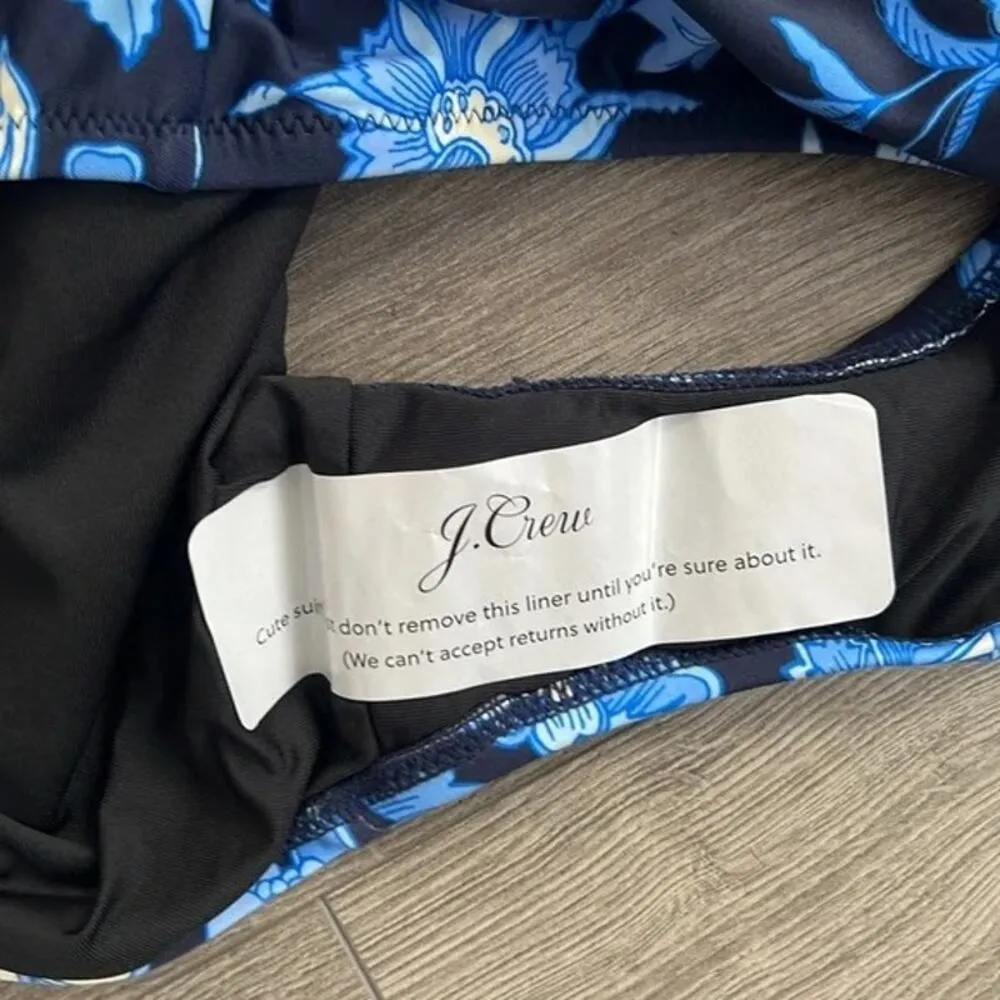 J.Crew
Cute sui t don't remove this liner until you're sure about it.
(We can't accept returns without it.)